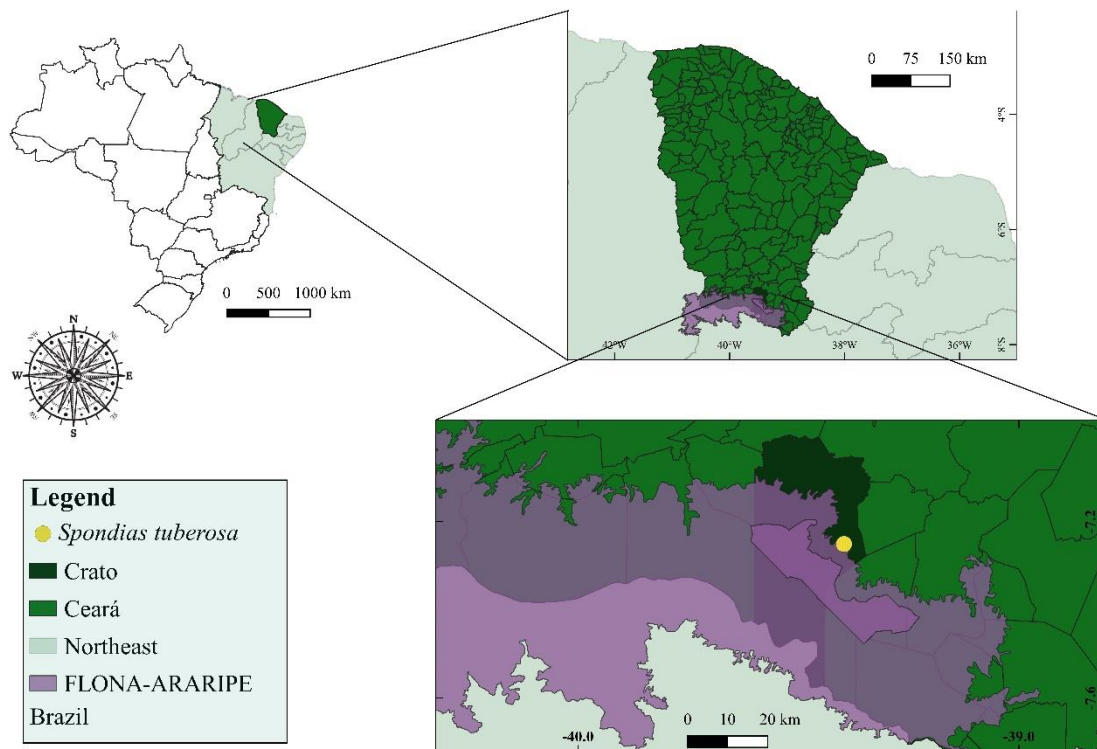 0 75 150 km
4°S
6°S
8°S
42°W 40°W 38°W 36°W
0 500 1000 km
N
W E
S
Legend
Spondias tuberosa
Crato
Ceará
Northeast
FLONA-ARARIPE
Brazil
-7.2
-7.6
0 10 20 km
-40.0 -39.0